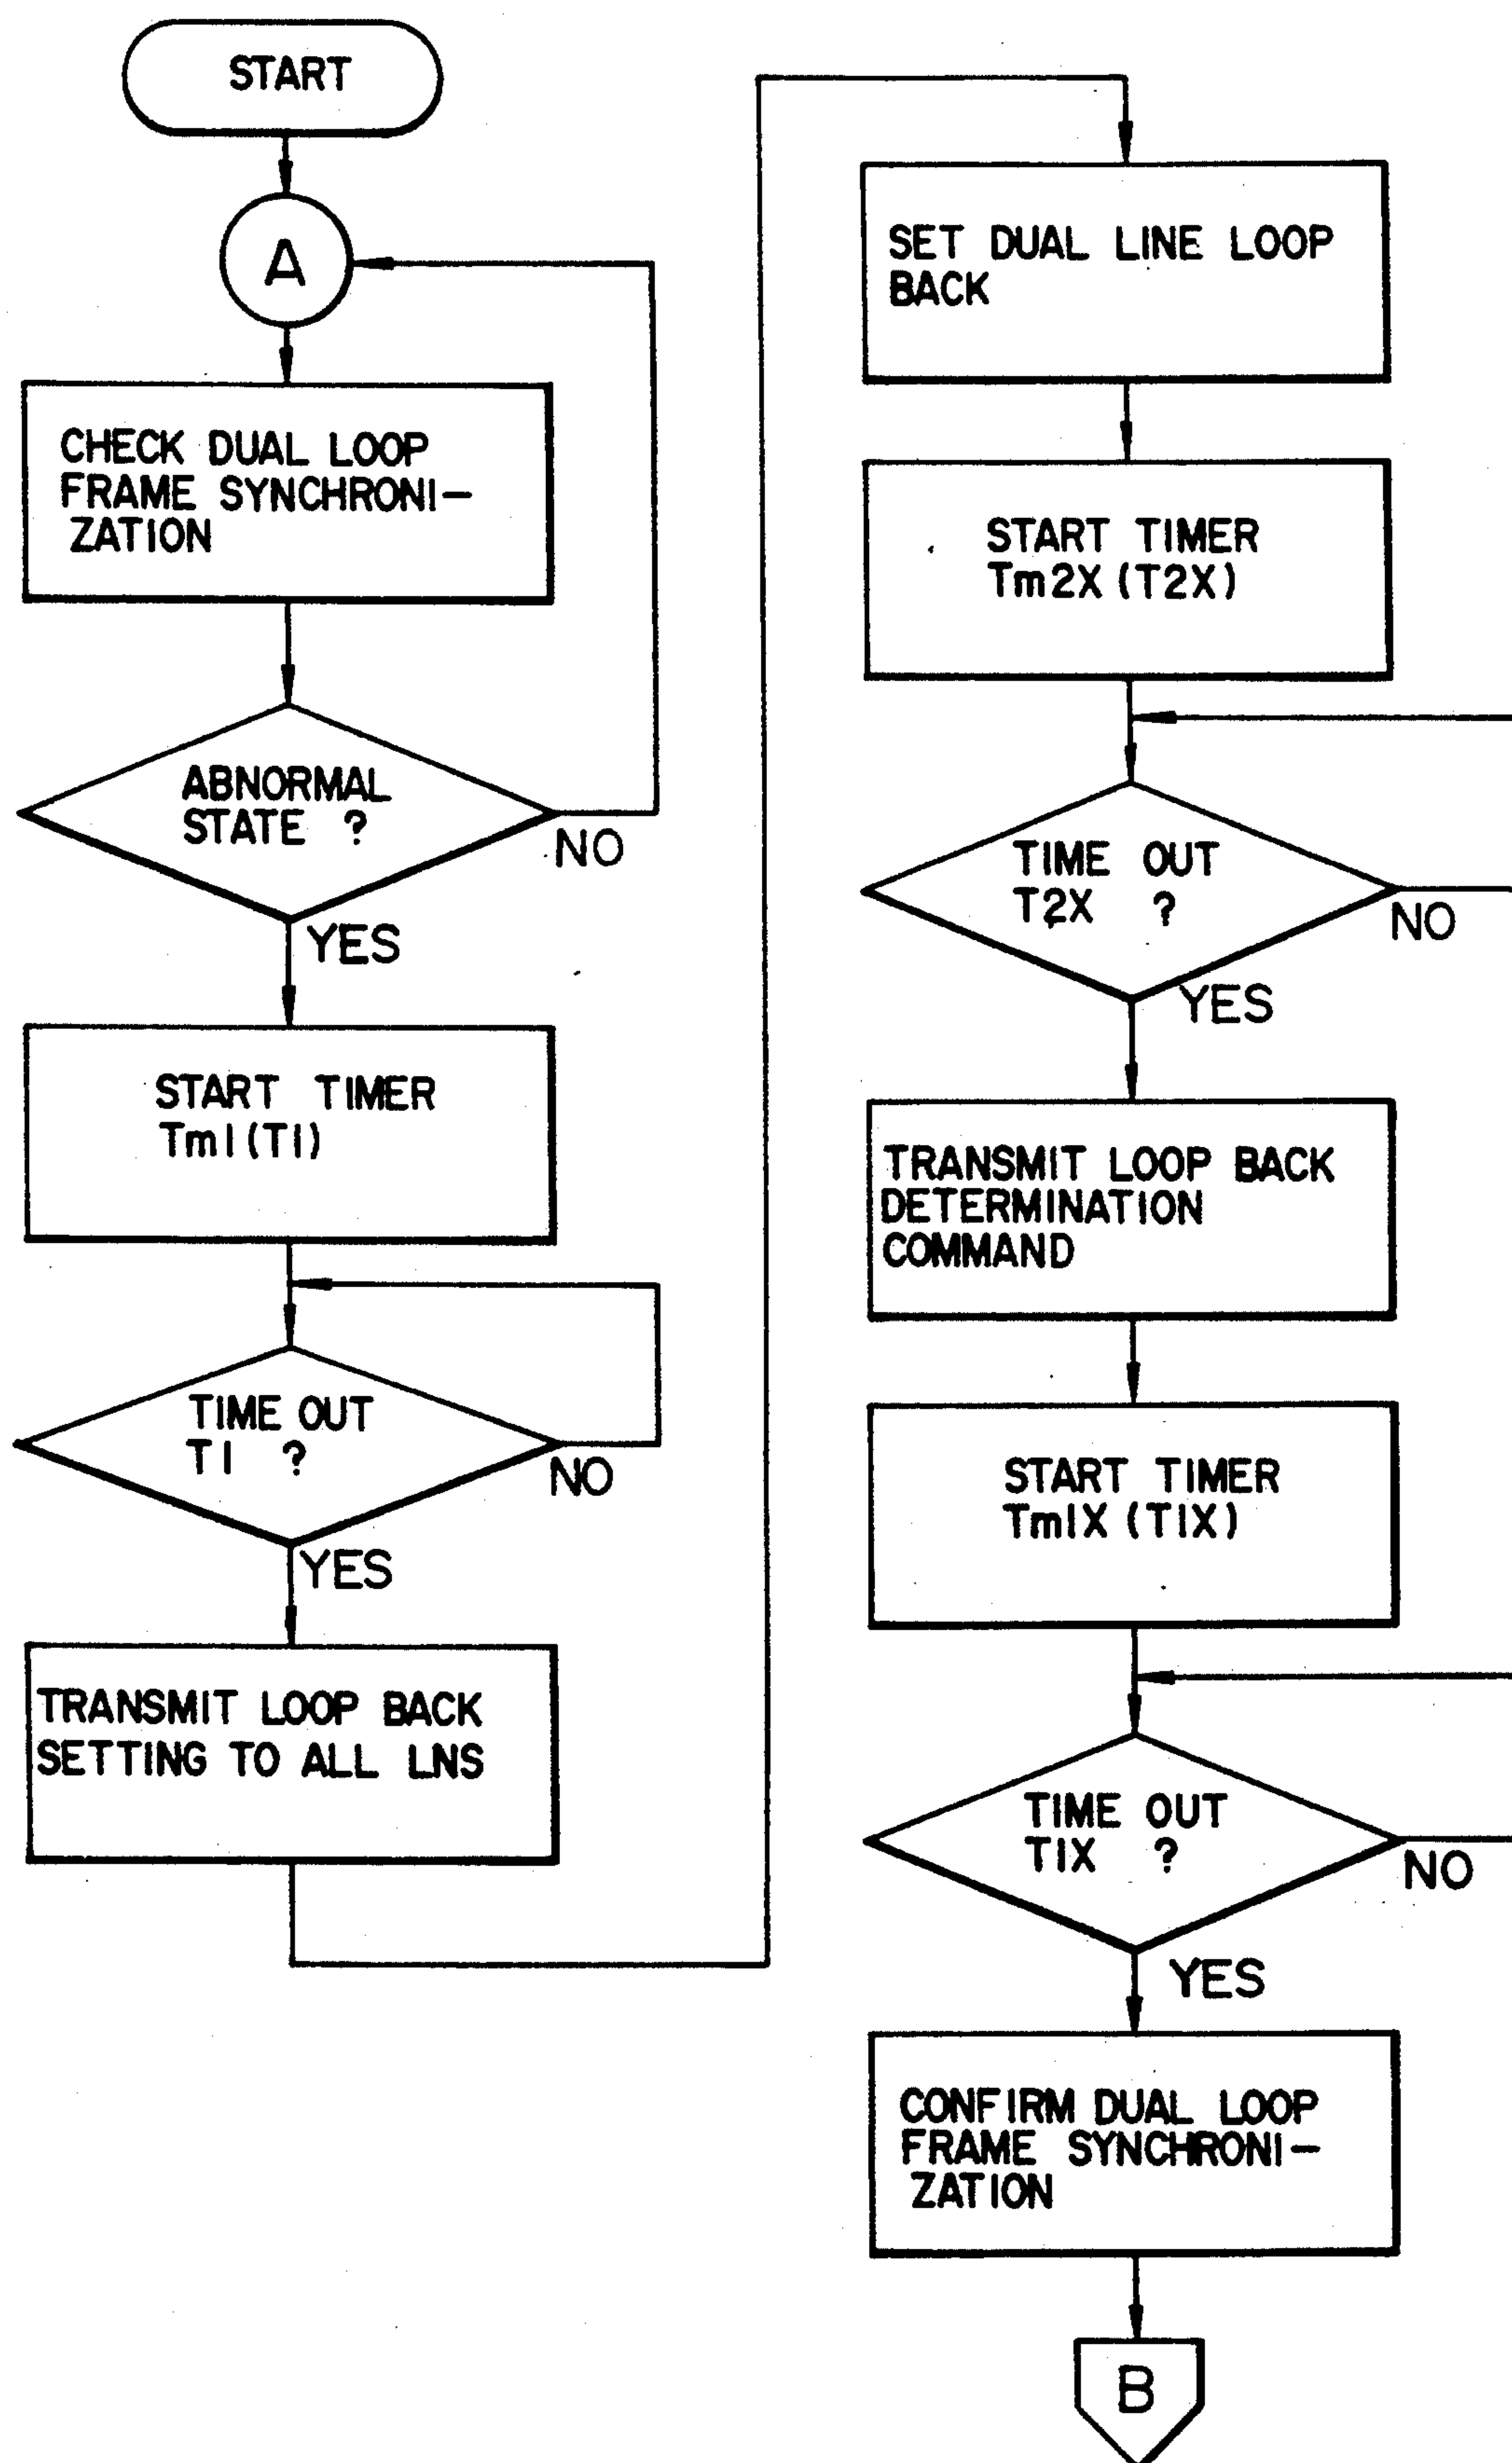 START
A
CHECK DUAL LOOP
FRAME SYNCHRONI-
ZATION
ABNORMAL
STATE ?
NO
YES
START TIMER
Tm1(T1)
TIME OUT
T1 ?
NO
YES
TRANSMIT LOOP BACK
SETTING TO ALL LNS
SET DUAL LINE LOOP
BACK
START TIMER
Tm2X (T2X)
TIME OUT
T2X ?
NO
YES
TRANSMIT LOOP BACK
DETERMINATION
COMMAND
START TIMER
Tm1X (T1X)
TIME OUT
T1X ?
NO
YES
CONFIRM DUAL LOOP
FRAME SYNCHRONI-
ZATION
B